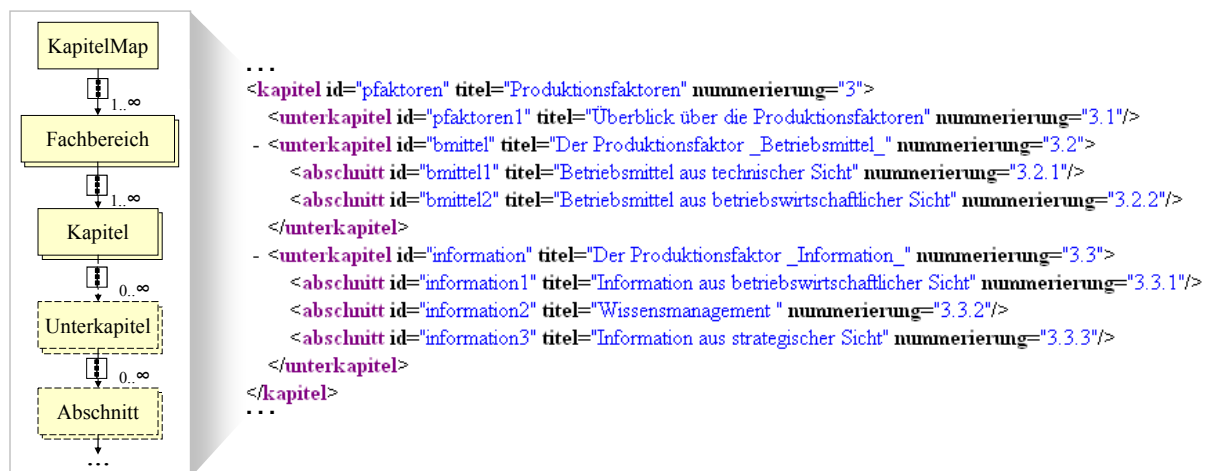 KapitelMap
1..∞
Fachbereich
1..∞
Kapitel
0..∞
Unterkapitel
0..∞
Abschnitt
...
...
<kapitel id="pfaktoren" titel="Produktionsfaktoren" nummerierung="3">
<unterkapitel id="pfaktoren1" titel="Überblick über die Produktionsfaktoren" nummerierung="3.1"/>
- <unterkapitel id="bmittel" titel="Der Produktionsfaktor _Betriebsmittel_" nummerierung="3.2">
<abschnitt id="bmittel1" titel="Betriebsmittel aus technischer Sicht" nummerierung="3.2.1"/>
<abschnitt id="bmittel2" titel="Betriebsmittel aus betriebswirtschaftlicher Sicht" nummerierung="3.2.2"/>
</unterkapitel>
- <unterkapitel id="information" titel="Der Produktionsfaktor _Information_" nummerierung="3.3">
<abschnitt id="information1" titel="Information aus betriebswirtschaftlicher Sicht" nummerierung="3.3.1"/>
<abschnitt id="information2" titel="Wissensmanagement " nummerierung="3.3.2"/>
<abschnitt id="information3" titel="Information aus strategischer Sicht" nummerierung="3.3.3"/>
</unterkapitel>
</kapitel>
...